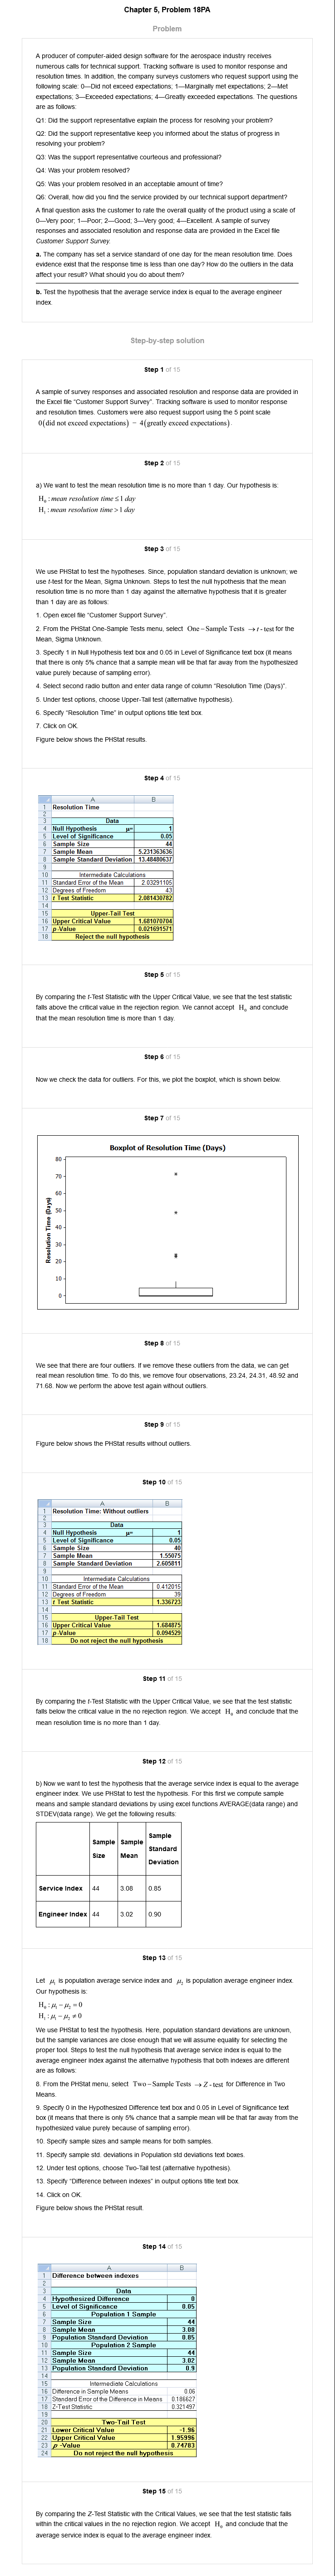 Chapter 5, Problem 18PA
Problem
A producer of computer-aided design software for the aerospace industry receives
numerous calls for technical support. Tracking software is used to monitor response and
resolution times. In addition, the company surveys customers who request support using the
following scale: 0—Did not exceed expectations; 1—Marginally met expectations; 2—Met
expectations; 3—Exceeded expectations; 4—Greatly exceeded expectations. The questions
are as follows:
Q1: Did the support representative explain the process for resolving your problem?
Q2: Did the support representative keep you informed about the status of progress in
resolving your problem?
Q3: Was the support representative courteous and professional?
Q4: Was your problem resolved?
Q5: Was your problem resolved in an acceptable amount of time?
Q6: Overall, how did you find the service provided by our technical support department?
A final question asks the customer to rate the overall quality of the product using a scale of
0—Very poor; 1—Poor; 2—Good; 3—Very good; 4—Excellent. A sample of survey
responses and associated resolution and response data are provided in the Excel file
Customer Support Survey.
a. The company has set a service standard of one day for the mean resolution time. Does
evidence exist that the response time is less than one day? How do the outliers in the data
affect your result? What should you do about them?
b. Test the hypothesis that the average service index is equal to the average engineer
index.
Step-by-step solution
Step 1 of 15
A sample of survey responses and associated resolution and response data are provided in
the Excel file “Customer Support Survey”. Tracking software is used to monitor response
and resolution times. Customers were also request support using the 5 point scale
0(did not exceed expectations) − 4(greatly exceed expectations).
Step 2 of 15
a) We want to test the mean resolution time is no more than 1 day. Our hypothesis is:
H₀ : mean resolution time ≤ 1 day
H₁ : mean resolution time > 1 day
Step 3 of 15
We use PHStat to test the hypotheses. Since, population standard deviation is unknown; we
use t-test for the Mean, Sigma Unknown. Steps to test the null hypothesis that the mean
resolution time is no more than 1 day against the alternative hypothesis that it is greater
than 1 day are as follows:
1. Open excel file “Customer Support Survey”.
2. From the PHStat One-Sample Tests menu, select One − Sample Tests → t - test for the
Mean, Sigma Unknown.
3. Specify 1 in Null Hypothesis text box and 0.05 in Level of Significance text box (it means
that there is only 5% chance that a sample mean will be that far away from the hypothesized
value purely because of sampling error).
4. Select second radio button and enter data range of column “Resolution Time (Days)”.
5. Under test options, choose Upper-Tail test (alternative hypothesis).
6. Specify “Resolution Time” in output options title text box.
7. Click on OK.
Figure below shows the PHStat results.
Step 4 of 15
A B
1 Resolution Time
2
3 Data
4 Null Hypothesis μ= 1
5 Level of Significance 0.05
6 Sample Size 44
7 Sample Mean 5.231363636
8 Sample Standard Deviation 13.48480637
9
10 Intermediate Calculations
11 Standard Error of the Mean 2.03291105
12 Degrees of Freedom 43
13 t Test Statistic 2.081430782
14
15 Upper-Tail Test
16 Upper Critical Value 1.681070704
17 p-Value 0.021691571
18 Reject the null hypothesis
Step 5 of 15
By comparing the t-Test Statistic with the Upper Critical Value, we see that the test statistic
falls above the critical value in the rejection region. We cannot accept H₀ and conclude
that the mean resolution time is more than 1 day.
Step 6 of 15
Now we check the data for outliers. For this, we plot the boxplot, which is shown below.
Step 7 of 15
Boxplot of Resolution Time (Days)
80
70
60
50
40
30
20
10
0
Resolution Time (Days)
Step 8 of 15
We see that there are four outliers. If we remove these outliers from the data, we can get
real mean resolution time. To do this, we remove four observations, 23.24, 24.31, 48.92 and
71.68. Now we perform the above test again without outliers.
Step 9 of 15
Figure below shows the PHStat results without outliers.
Step 10 of 15
A B
1 Resolution Time: Without outliers
2
3 Data
4 Null Hypothesis μ= 1
5 Level of Significance 0.05
6 Sample Size 40
7 Sample Mean 1.55075
8 Sample Standard Deviation 2.605811
9
10 Intermediate Calculations
11 Standard Error of the Mean 0.412015
12 Degrees of Freedom 39
13 t Test Statistic 1.336723
14
15 Upper-Tail Test
16 Upper Critical Value 1.684875
17 p-Value 0.094529
18 Do not reject the null hypothesis
Step 11 of 15
By comparing the t-Test Statistic with the Upper Critical Value, we see that the test statistic
falls below the critical value in the no rejection region. We accept H₀ and conclude that the
mean resolution time is no more than 1 day.
Step 12 of 15
b) Now we want to test the hypothesis that the average service index is equal to the average
engineer index. We use PHStat to test the hypothesis. For this first we compute sample
means and sample standard deviations by using excel functions AVERAGE(data range) and
STDEV(data range). We get the following results:
Sample Size Sample Mean Sample Standard Deviation
Service Index 44 3.08 0.85
Engineer Index 44 3.02 0.90
Step 13 of 15
Let μ₁ is population average service index and μ₂ is population average engineer index.
Our hypothesis is:
H₀ : μ₁ − μ₂ = 0
H₁ : μ₁ − μ₂ ≠ 0
We use PHStat to test the hypothesis. Here, population standard deviations are unknown,
but the sample variances are close enough that we will assume equality for selecting the
proper tool. Steps to test the null hypothesis that average service index is equal to the
average engineer index against the alternative hypothesis that both indexes are different
are as follows:
8. From the PHStat menu, select Two − Sample Tests → Z - test for Difference in Two
Means.
9. Specify 0 in the Hypothesized Difference text box and 0.05 in Level of Significance text
box (it means that there is only 5% chance that a sample mean will be that far away from the
hypothesized value purely because of sampling error).
10. Specify sample sizes and sample means for both samples.
11. Specify sample std. deviations in Population std deviations text boxes.
12. Under test options, choose Two-Tail test (alternative hypothesis).
13. Specify “Difference between indexes” in output options title text box.
14. Click on OK.
Figure below shows the PHStat result.
Step 14 of 15
A B
1 Difference between indexes
2
3 Data
4 Hypothesized Difference 0
5 Level of Significance 0.05
6 Population 1 Sample
7 Sample Size 44
8 Sample Mean 3.08
9 Population Standard Deviation 0.85
10 Population 2 Sample
11 Sample Size 44
12 Sample Mean 3.02
13 Population Standard Deviation 0.9
14
15 Intermediate Calculations
16 Difference in Sample Means 0.06
17 Standard Error of the Difference in Means 0.186627
18 Z-Test Statistic 0.321497
19
20 Two-Tail Test
21 Lower Critical Value -1.96
22 Upper Critical Value 1.95996
23 p-Value 0.74783
24 Do not reject the null hypothesis
Step 15 of 15
By comparing the Z-Test Statistic with the Critical Values, we see that the test statistic falls
within the critical values in the no rejection region. We accept H₀ and conclude that the
average service index is equal to the average engineer index.